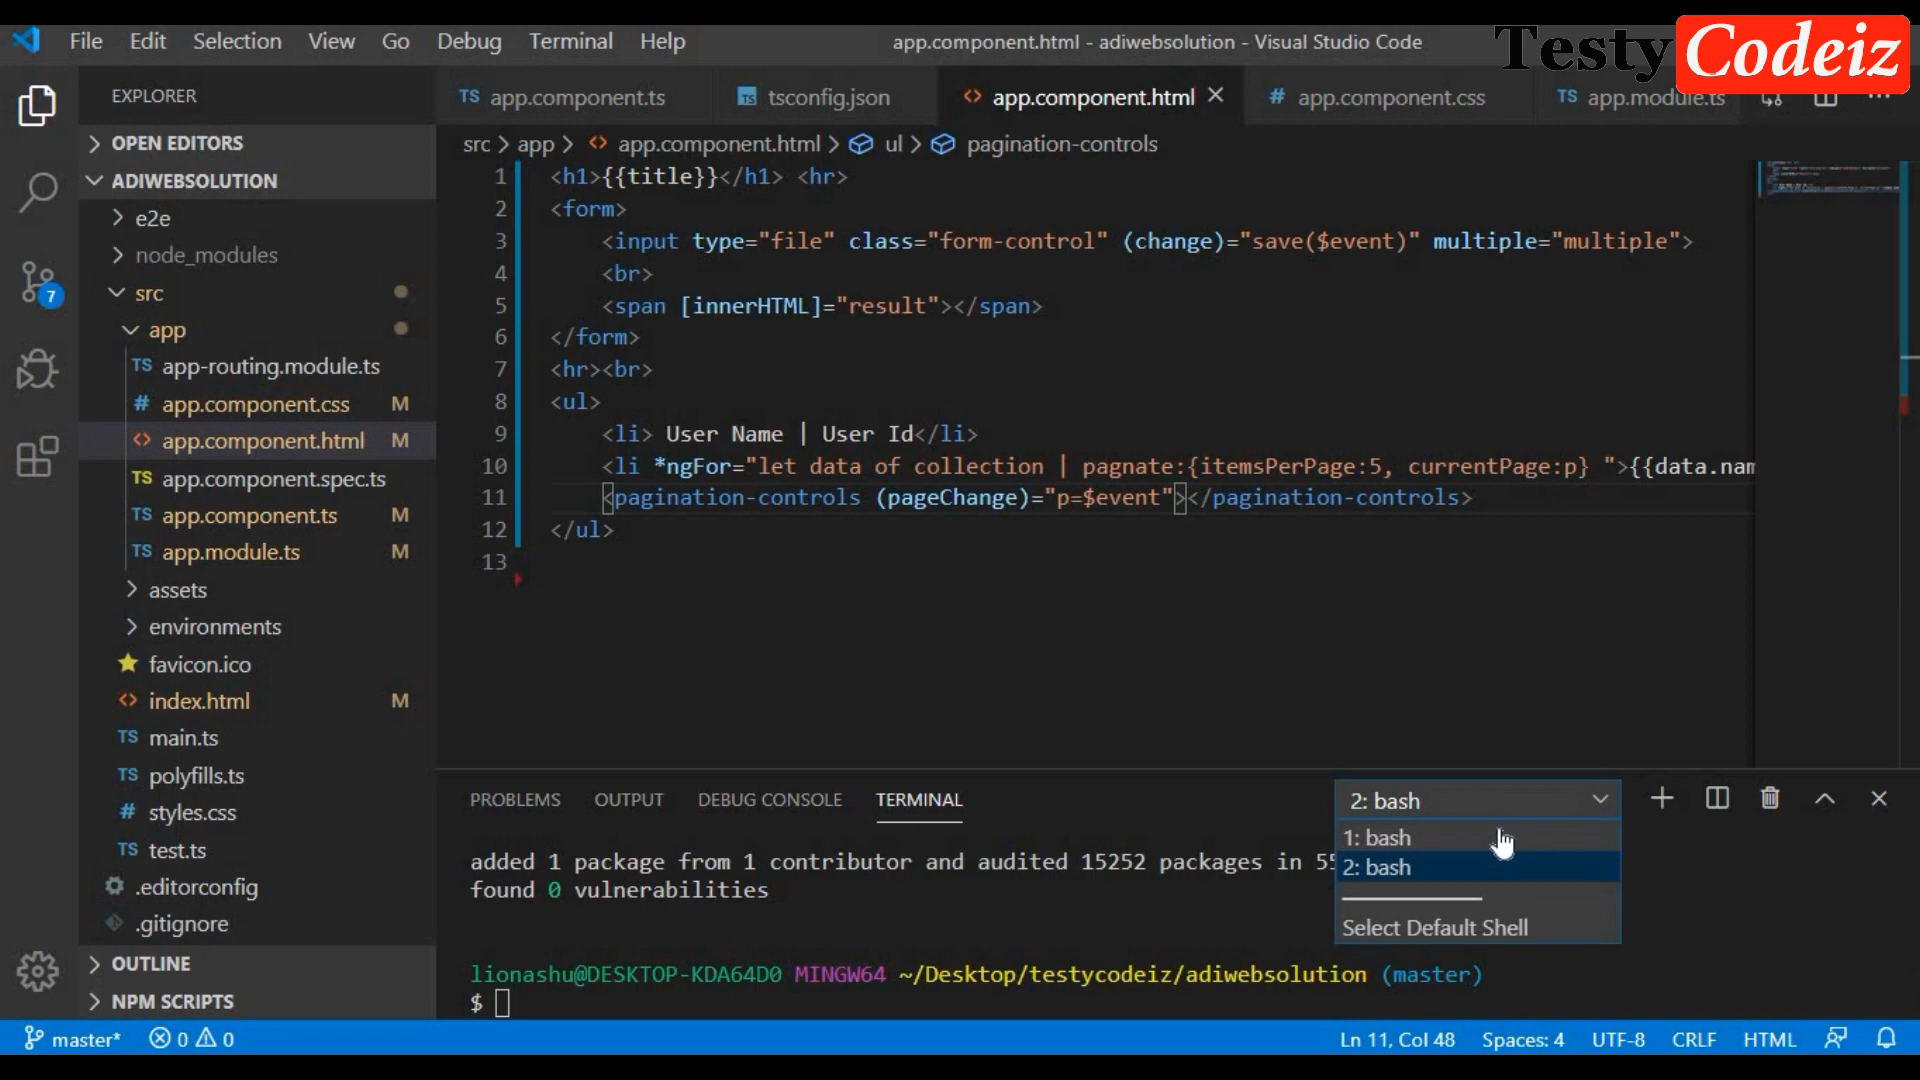 Testy Codeiz
File Edit Selection View Go Debug Terminal Help
app.component.html - adiwebsolution - Visual Studio Code
EXPLORER
TS app.component.ts
TS tsconfig.json
<> app.component.html
# app.component.css
TS app.module.ts
OPEN EDITORS
ADIWEBSOLUTION
e2e
node_modules
src
app
TS app-routing.module.ts
# app.component.css M
<> app.component.html M
TS app.component.spec.ts
TS app.component.ts M
TS app.module.ts M
assets
environments
favicon.ico
<> index.html M
TS main.ts
TS polyfills.ts
# styles.css
TS test.ts
.editorconfig
.gitignore
OUTLINE
NPM SCRIPTS
7
src > app > <> app.component.html > ul > pagination-controls
1 <h1>{{title}}</h1> <hr>
2 <form>
3 <input type="file" class="form-control" (change)="save($event)" multiple="multiple">
4 <br>
5 <span [innerHTML]="result"></span>
6 </form>
7 <hr><br>
8 <ul>
9 <li> User Name | User Id</li>
10 <li *ngFor="let data of collection | pagnate:{itemsPerPage:5, currentPage:p} ">{{data.nam
11 <pagination-controls (pageChange)="p=$event"></pagination-controls>
12 </ul>
13
PROBLEMS OUTPUT DEBUG CONSOLE TERMINAL
2: bash
1: bash
2: bash
Select Default Shell
added 1 package from 1 contributor and audited 15252 packages in 55
found 0 vulnerabilities
lionashu@DESKTOP-KDA64D0 MINGW64 ~/Desktop/testycodeiz/adiwebsolution (master)
$
master* 0 0
Ln 11, Col 48 Spaces: 4 UTF-8 CRLF HTML